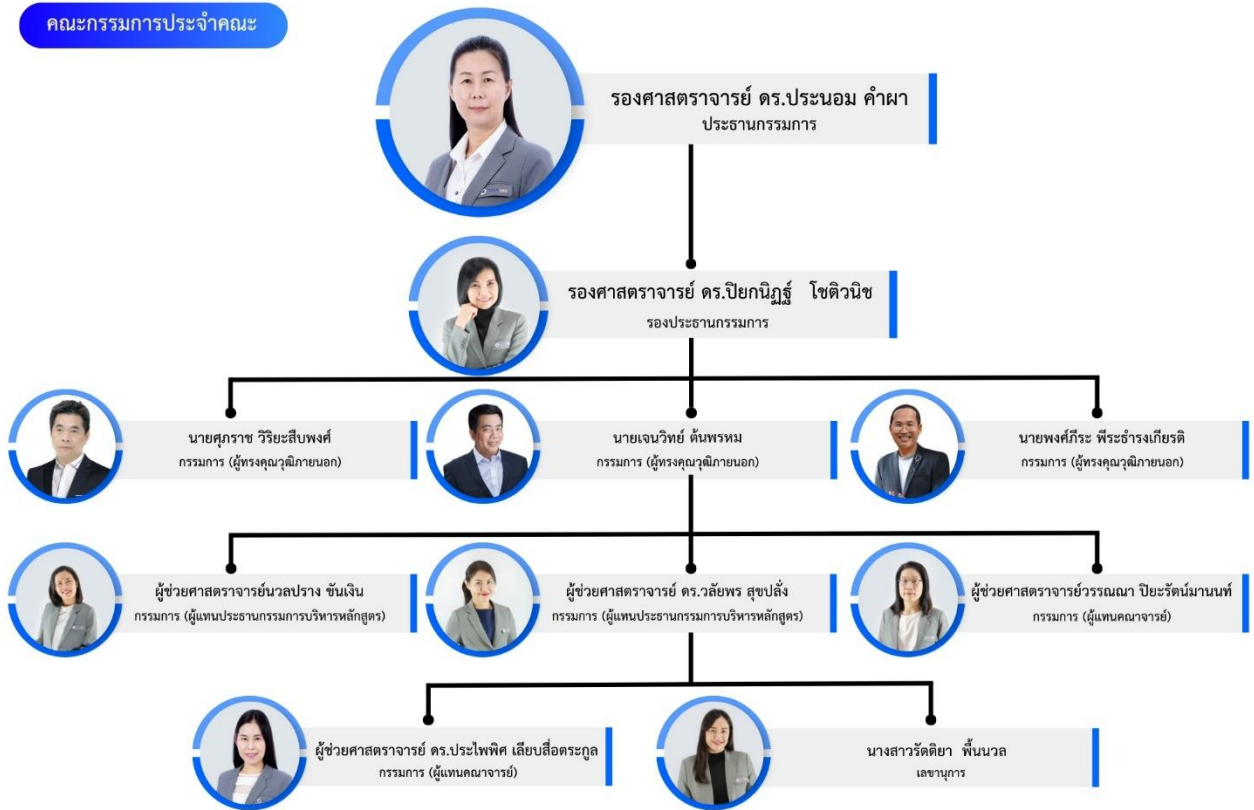 คณะกรรมการประจำคณะ
รองศาสตราจารย์ ดร.ประนอม คำผา
ประธานกรรมการ
รองศาสตราจารย์ ดร.ปิยกนิฏฐ์ โชติวนิช
รองประธานกรรมการ
นายศุภราช วิริยะสืบพงศ์
กรรมการ (ผู้ทรงคุณวุฒิภายนอก)
นายเจนวิทย์ ต้นพรหม
กรรมการ (ผู้ทรงคุณวุฒิภายนอก)
นายพงศ์ภีระ พีระธำรงเกียรติ
กรรมการ (ผู้ทรงคุณวุฒิภายนอก)
ผู้ช่วยศาสตราจารย์นวลปราง ขันเงิน
กรรมการ (ผู้แทนประธานกรรมการบริหารหลักสูตร)
ผู้ช่วยศาสตราจารย์ ดร.วลัยพร สุขปลั่ง
กรรมการ (ผู้แทนประธานกรรมการบริหารหลักสูตร)
ผู้ช่วยศาสตราจารย์วรรณณา ปิยะรัตน์มานนท์
กรรมการ (ผู้แทนคณาจารย์)
ผู้ช่วยศาสตราจารย์ ดร.ประไพพิศ เลียบสื่อตระกูล
กรรมการ (ผู้แทนคณาจารย์)
นางสาวรัตติยา พื้นนวล
เลขานุการ